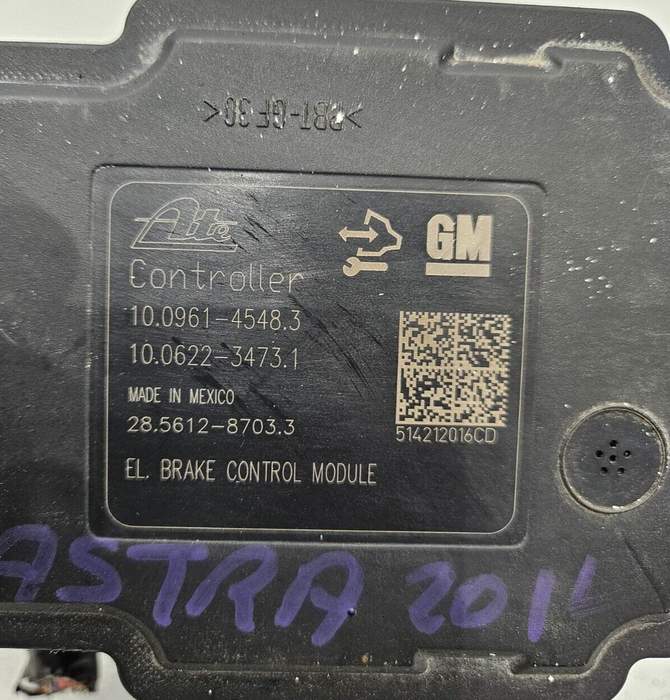 >PBT-GF30<
Ate
GM
Controller
10.0961-4548.3
10.0622-3473.1
MADE IN MEXICO
28.5612-8703.3
514212016CD
EL. BRAKE CONTROL MODULE
ASTRA